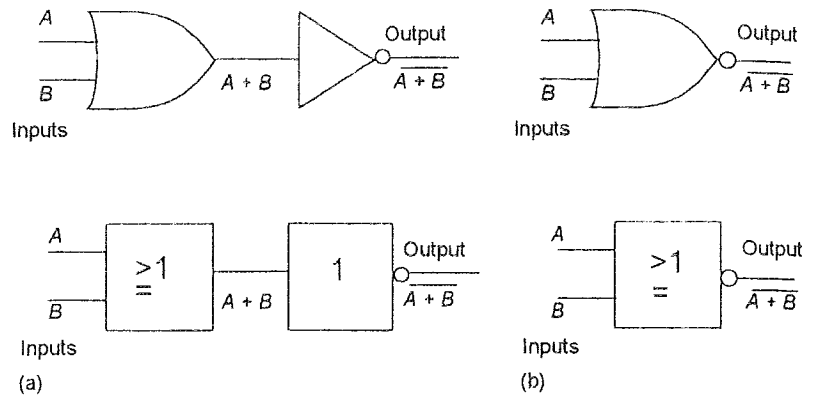 A
B
Inputs
A + B
Output
A + B
A
B
Inputs
Output
A + B
A
B
Inputs
>1
=
A + B
1
Output
A + B
(a)
A
B
Inputs
>1
=
Output
A + B
(b)